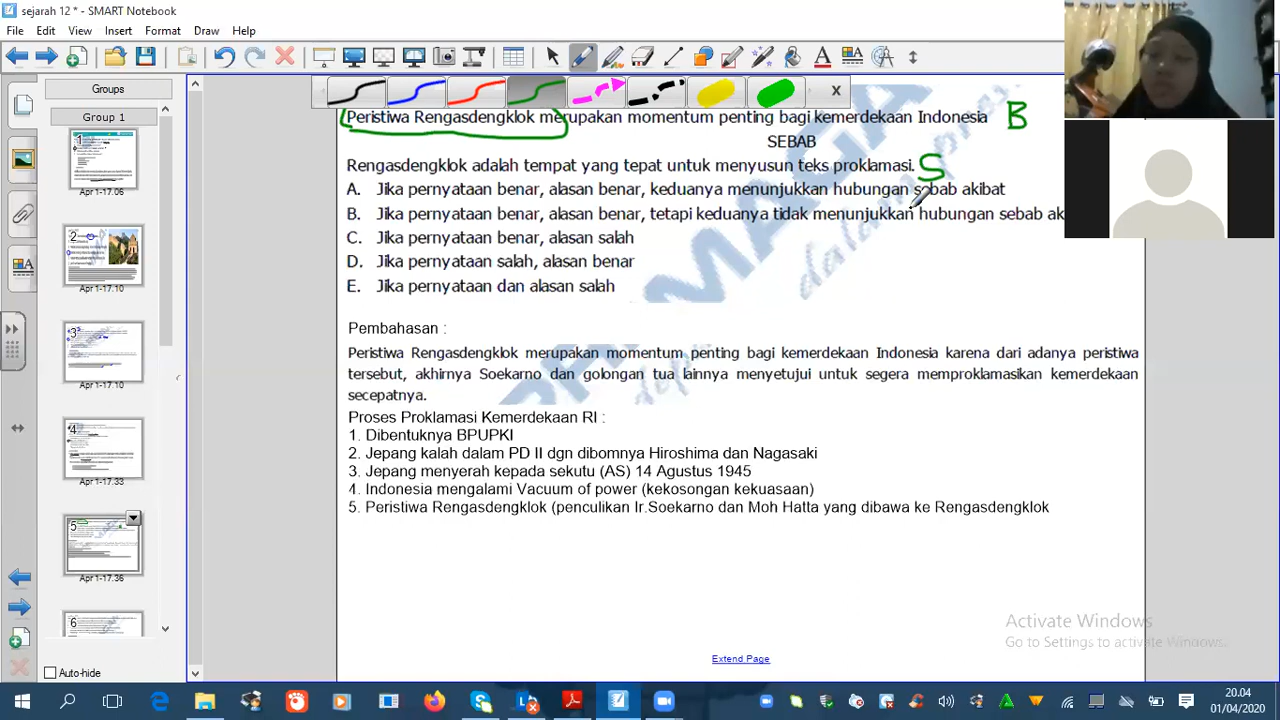 sejarah 12 * - SMART Notebook
File Edit View Insert Format Draw Help
Groups
Group 1
1
Apr 1-17.06
2
Apr 1-17.10
3
Apr 1-17.10
4
Apr 1-17.33
5
Apr 1-17.36
6
Auto-hide
X
Peristiwa Rengasdengklok merupakan momentum penting bagi kemerdekaan Indonesia B
SEBAB
Rengasdengklok adalah tempat yang tepat untuk menyusun teks proklamasi. S
A. Jika pernyataan benar, alasan benar, keduanya menunjukkan hubungan sebab akibat
B. Jika pernyataan benar, alasan benar, tetapi keduanya tidak menunjukkan hubungan sebab ak
C. Jika pernyataan benar, alasan salah
D. Jika pernyataan salah, alasan benar
E. Jika pernyataan dan alasan salah
Pembahasan :
Peristiwa Rengasdengklok merupakan momentum penting bagi kemerdekaan Indonesia karena dari adanya peristiwa
tersebut, akhirnya Soekarno dan golongan tua lainnya menyetujui untuk segera memproklamasikan kemerdekaan
secepatnya.
Proses Proklamasi Kemerdekaan RI :
1. Dibentuknya BPUPKI
2. Jepang kalah dalam PD II dgn dibomnya Hiroshima dan Nagasaki
3. Jepang menyerah kepada sekutu (AS) 14 Agustus 1945
4. Indonesia mengalami Vacuum of power (kekosongan kekuasaan)
5. Peristiwa Rengasdengklok (penculikan Ir.Soekarno dan Moh Hatta yang dibawa ke Rengasdengklok
Activate Windows
Go to Settings to activate Windows.
Extend Page
20.04
01/04/2020